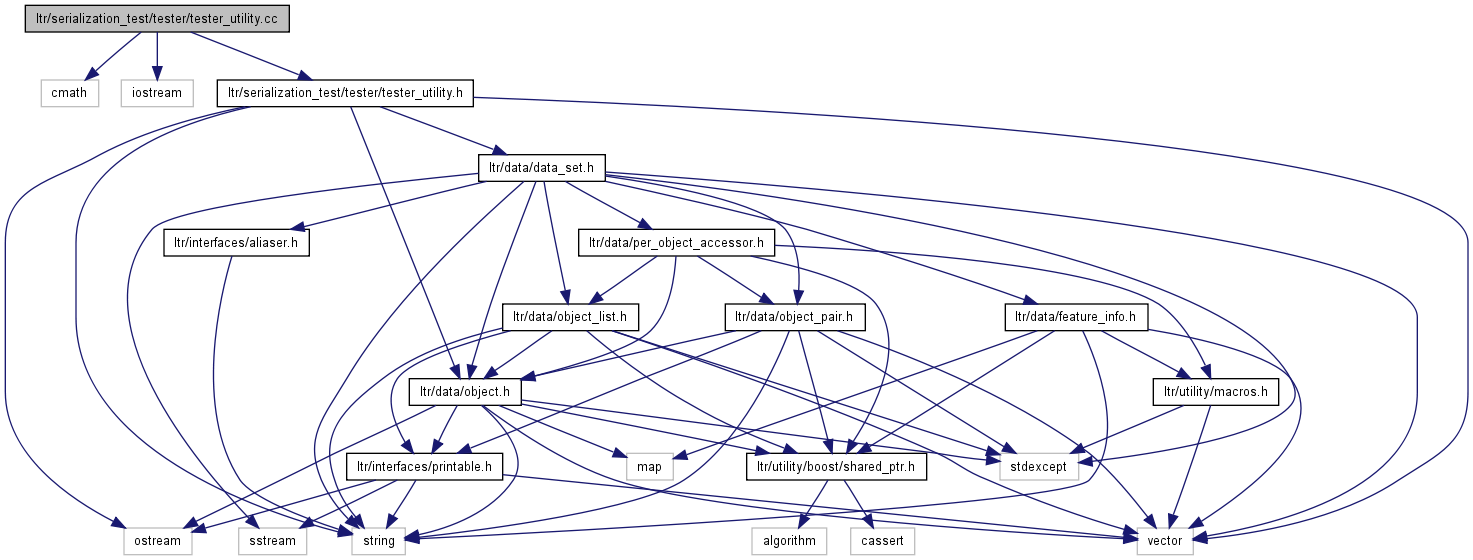 ltr/serialization_test/tester/tester_utility.cc
cmath
iostream
ltr/serialization_test/tester/tester_utility.h
ltr/data/data_set.h
ltr/interfaces/aliaser.h
ltr/data/per_object_accessor.h
ltr/data/object_list.h
ltr/data/object_pair.h
ltr/data/feature_info.h
ltr/data/object.h
ltr/utility/macros.h
ltr/interfaces/printable.h
map
ltr/utility/boost/shared_ptr.h
stdexcept
ostream
sstream
string
algorithm
cassert
vector